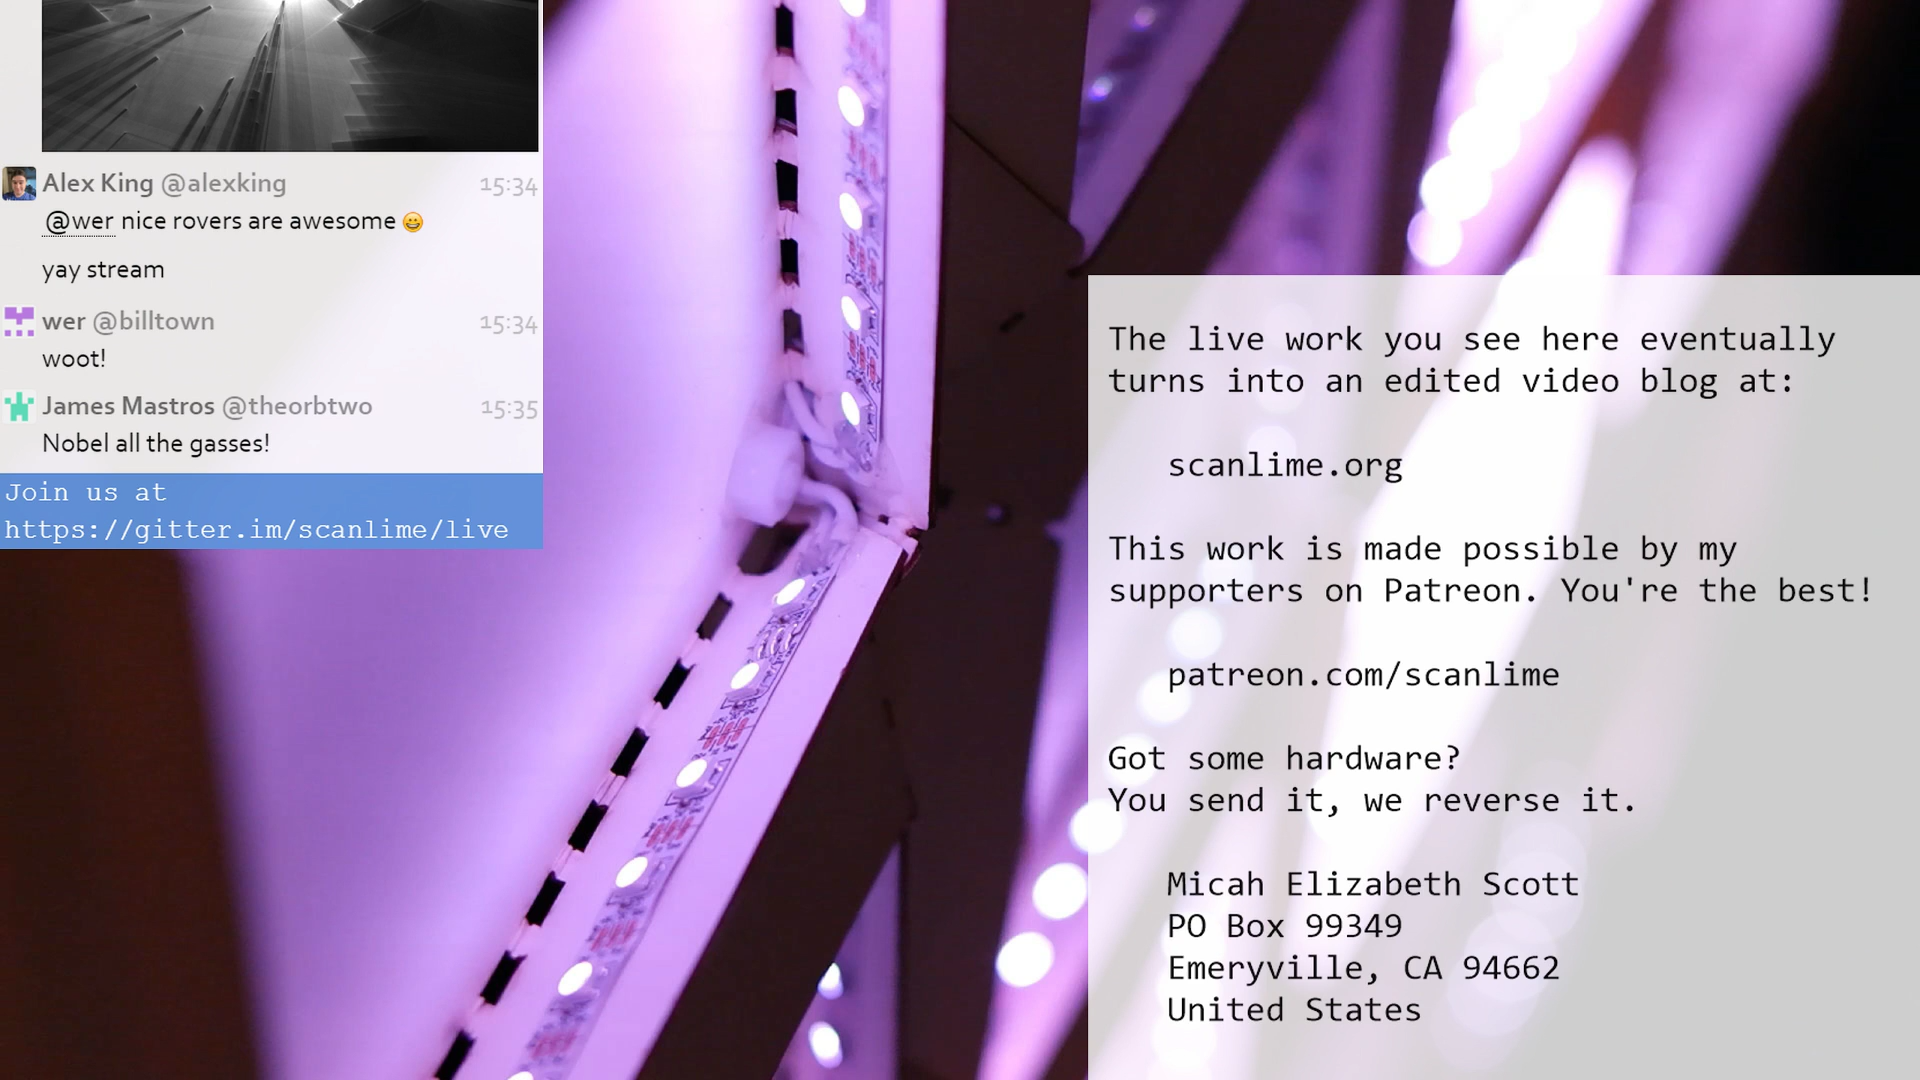 Alex King @alexking 15:34
@wer nice rovers are awesome 😀
yay stream
wer @billtown 15:34
woot!
James Mastros @theorbtwo 15:35
Nobel all the gasses!
Join us at
https://gitter.im/scanlime/live
The live work you see here eventually
turns into an edited video blog at:
scanlime.org
This work is made possible by my
supporters on Patreon. You're the best!
patreon.com/scanlime
Got some hardware?
You send it, we reverse it.
Micah Elizabeth Scott
PO Box 99349
Emeryville, CA 94662
United States